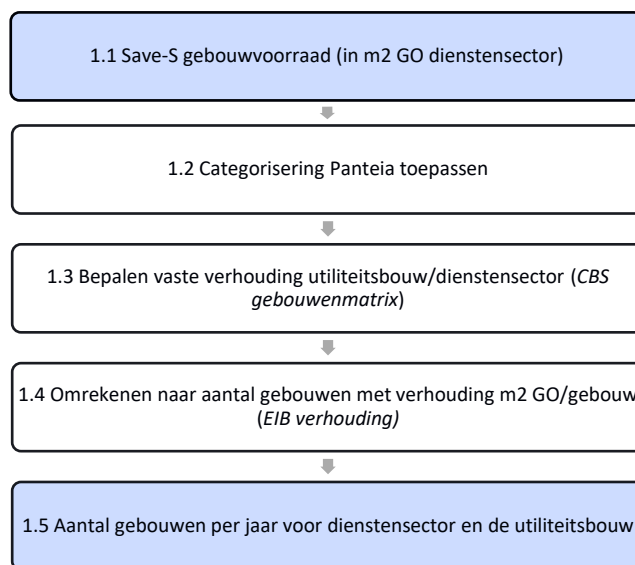 1.1 Save-S gebouwvoorraad (in m2 GO dienstensector)
1.2 Categorisering Panteia toepassen
1.3 Bepalen vaste verhouding utiliteitsbouw/dienstensector (CBS
gebouwenmatrix)
1.4 Omrekenen naar aantal gebouwen met verhouding m2 GO/gebouw
(EIB verhouding)
1.5 Aantal gebouwen per jaar voor dienstensector en de utiliteitsbouw